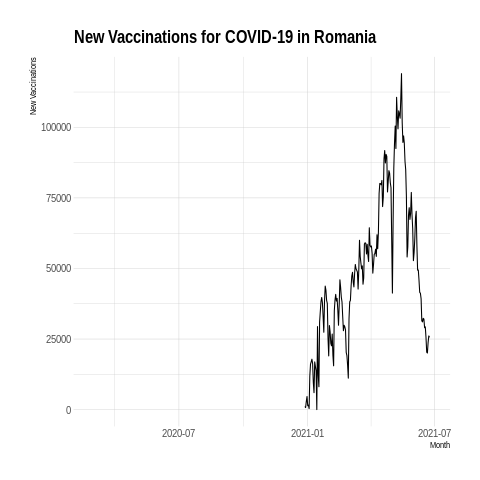 New Vaccinations for COVID-19 in Romania
New Vaccinations
100000
75000
50000
25000
0
2020-07 2021-01 2021-07
Month